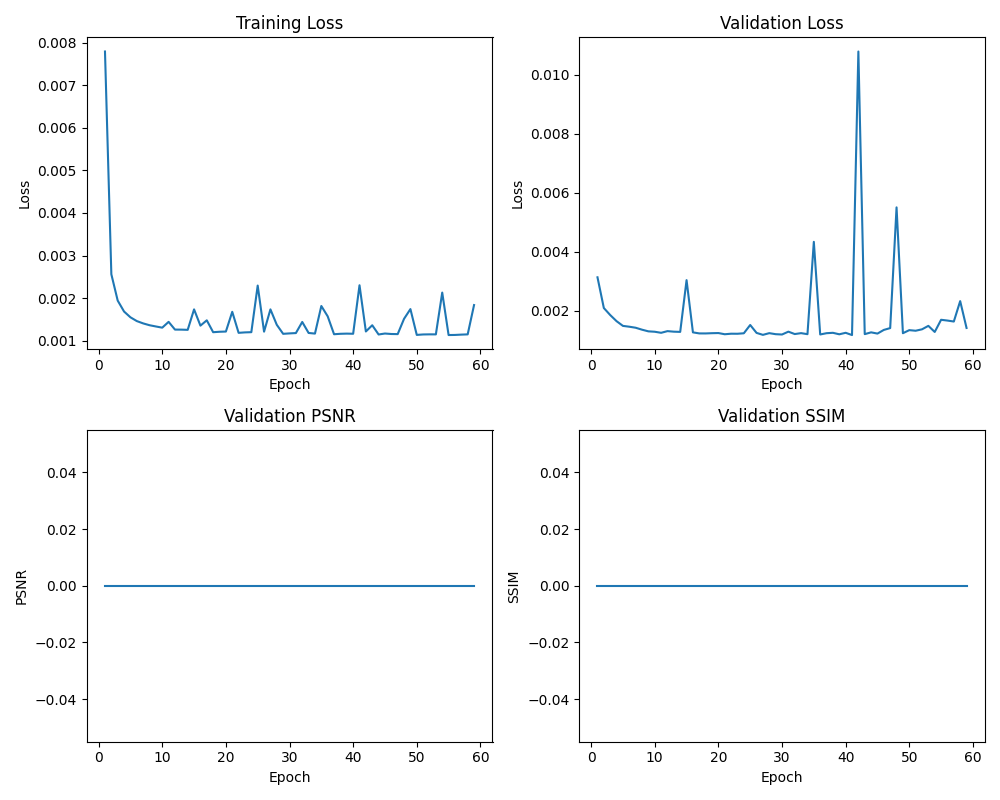 Training Loss
0.008
0.007
0.006
0.005
0.004
0.003
0.002
0.001
Loss
0 10 20 30 40 50 60
Epoch
Validation Loss
0.010
0.008
0.006
0.004
0.002
Loss
0 10 20 30 40 50 60
Epoch
Validation PSNR
0.04
0.02
0.00
−0.02
−0.04
PSNR
0 10 20 30 40 50 60
Epoch
Validation SSIM
0.04
0.02
0.00
−0.02
−0.04
SSIM
0 10 20 30 40 50 60
Epoch